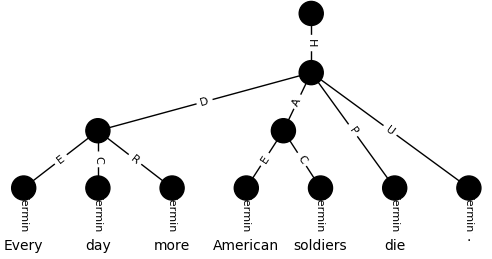 H
D A P U
E C R E C
ermin ermin ermin ermin ermin ermin ermin
Every day more American soldiers die .